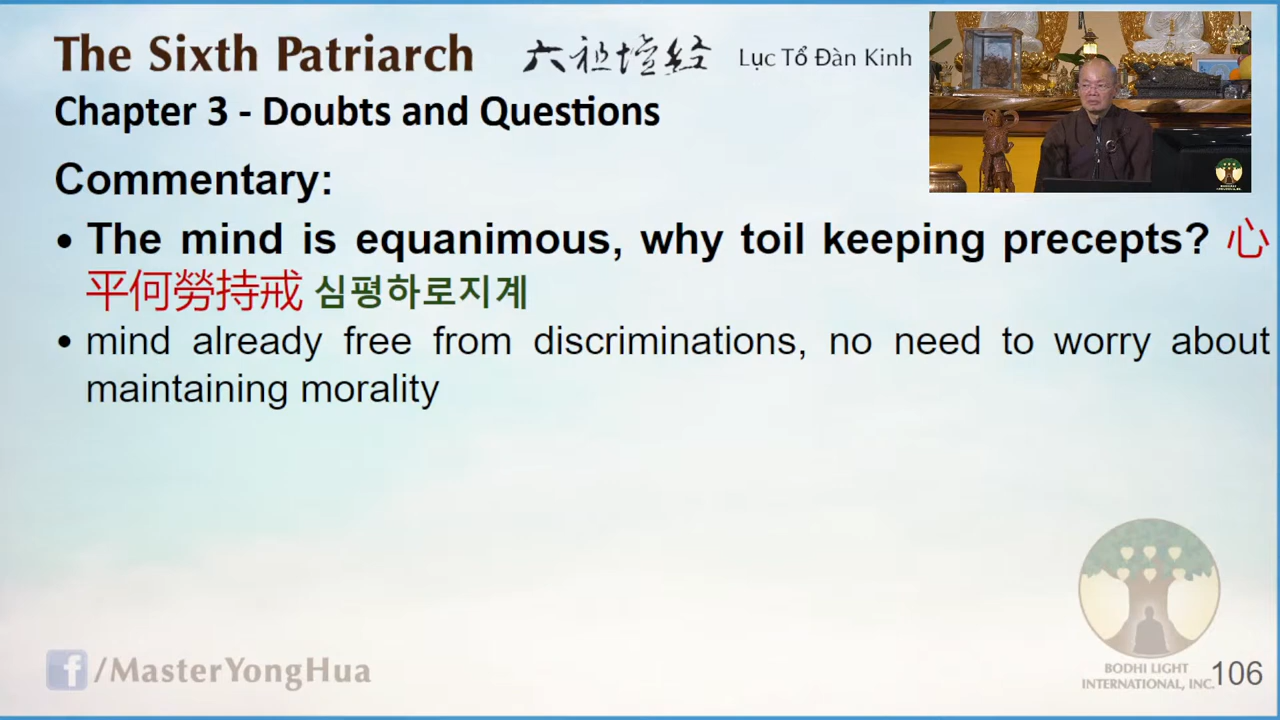 The Sixth Patriarch 六祖壇经 Lục Tổ Đàn Kinh
Chapter 3 - Doubts and Questions
Commentary:
• The mind is equanimous, why toil keeping precepts? 心
平何勞持戒 심평하로지계
• mind already free from discriminations, no need to worry about
maintaining morality
f/MasterYongHua
BODHI LIGHT
INTERNATIONAL, INC.
106